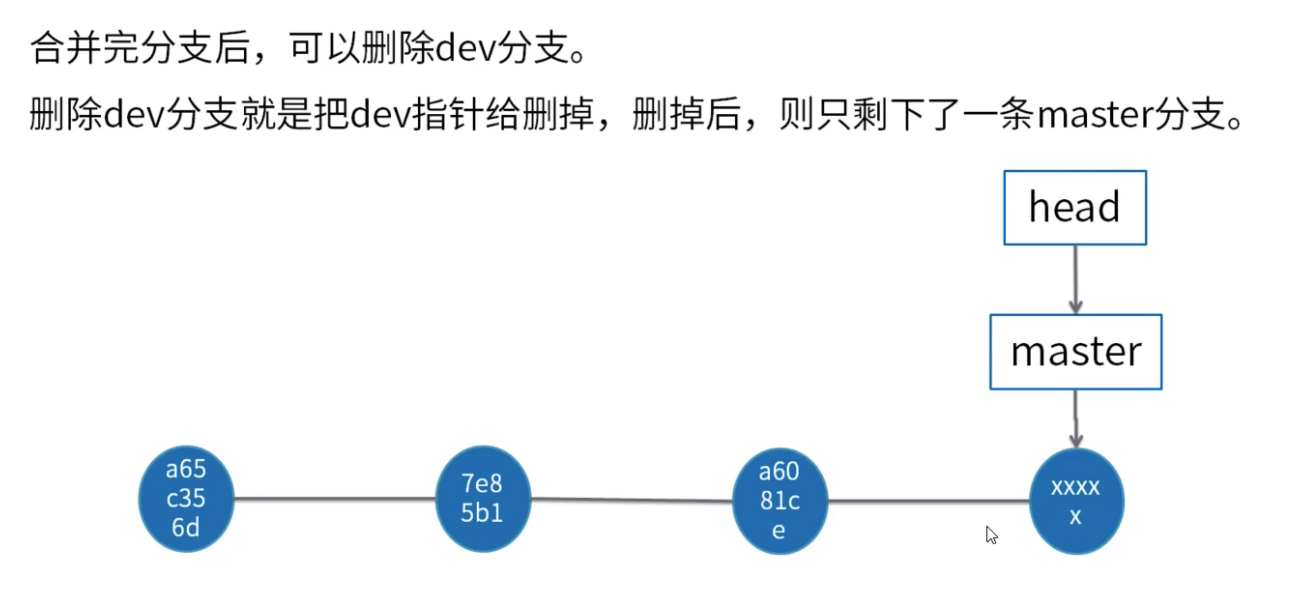 合并完分支后，可以删除dev分支。
删除dev分支就是把dev指针给删掉，删掉后，则只剩下了一条master分支。
head
master
a65
c35
6d
7e8
5b1
a60
81c
e
xxxx
x